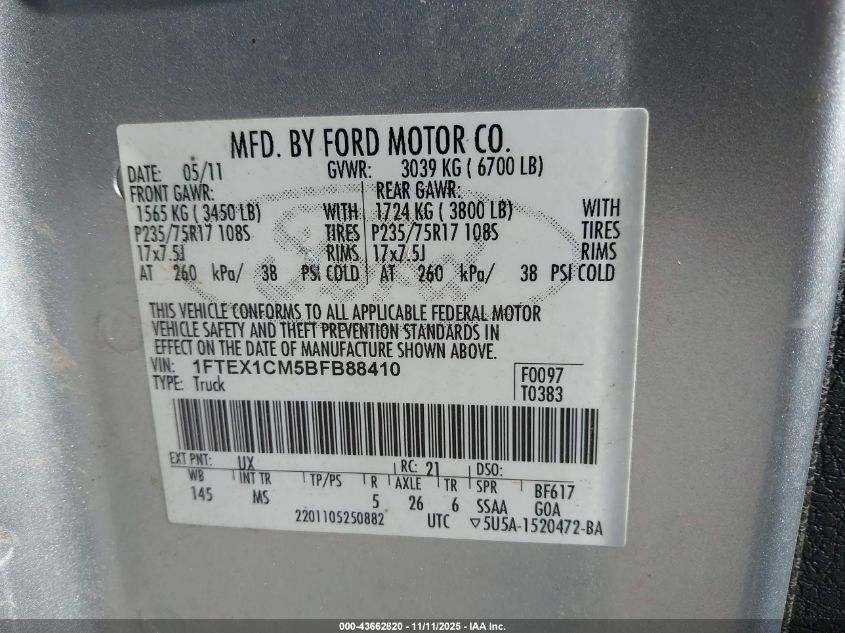 MFD. BY FORD MOTOR CO.
DATE: 05/11 GVWR: 3039 KG ( 6700 LB)
FRONT GAWR: REAR GAWR:
1565 KG ( 3450 LB) WITH 1724 KG ( 3800 LB) WITH
P235/75R17 108S TIRES P235/75R17 108S TIRES
17x7.5J RIMS 17x7.5J RIMS
AT 260 kPa/ 38 PSI COLD AT 260 kPa/ 38 PSI COLD
THIS VEHICLE CONFORMS TO ALL APPLICABLE FEDERAL MOTOR
VEHICLE SAFETY AND THEFT PREVENTION STANDARDS IN
EFFECT ON THE DATE OF MANUFACTURE SHOWN ABOVE.
VIN: 1FTEX1CM5BFB88410 F0097
TYPE: Truck T0383
EXT PNT: UX RC: 21 DSO:
WB INT TR TP/PS R AXLE TR SPR BF617
145 MS 5 26 6 SSAA GOA
2201105250882 UTC ▽5U5A-1520472-BA
000-43662820 - 11/11/2025 - IAA Inc.